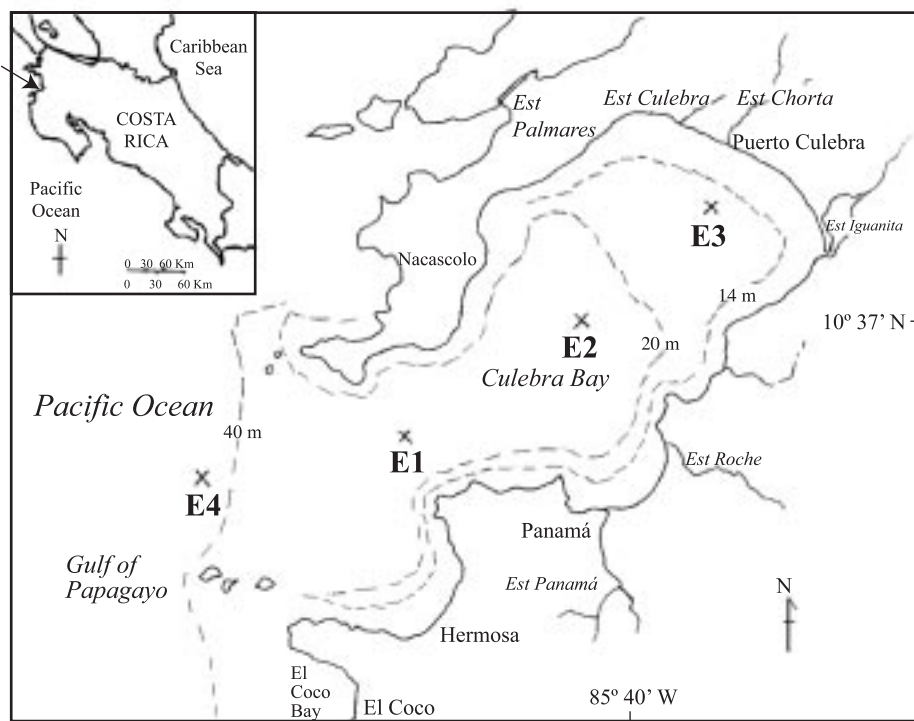 Caribbean
Sea
COSTA
RICA
Pacific
Ocean
N
0 30 60 Km
0 30 60 Km
Est
Palmares
Est Culebra
Est Chorta
Puerto Culebra
Est Iguanita
E3
Nacascolo
14 m
10º 37’ N
E2
20 m
Culebra Bay
Pacific Ocean
40 m
E1
Est Roche
E4
Panamá
Gulf of
Papagayo
Est Panamá
N
Hermosa
El
Coco
Bay
El Coco
85º 40’ W